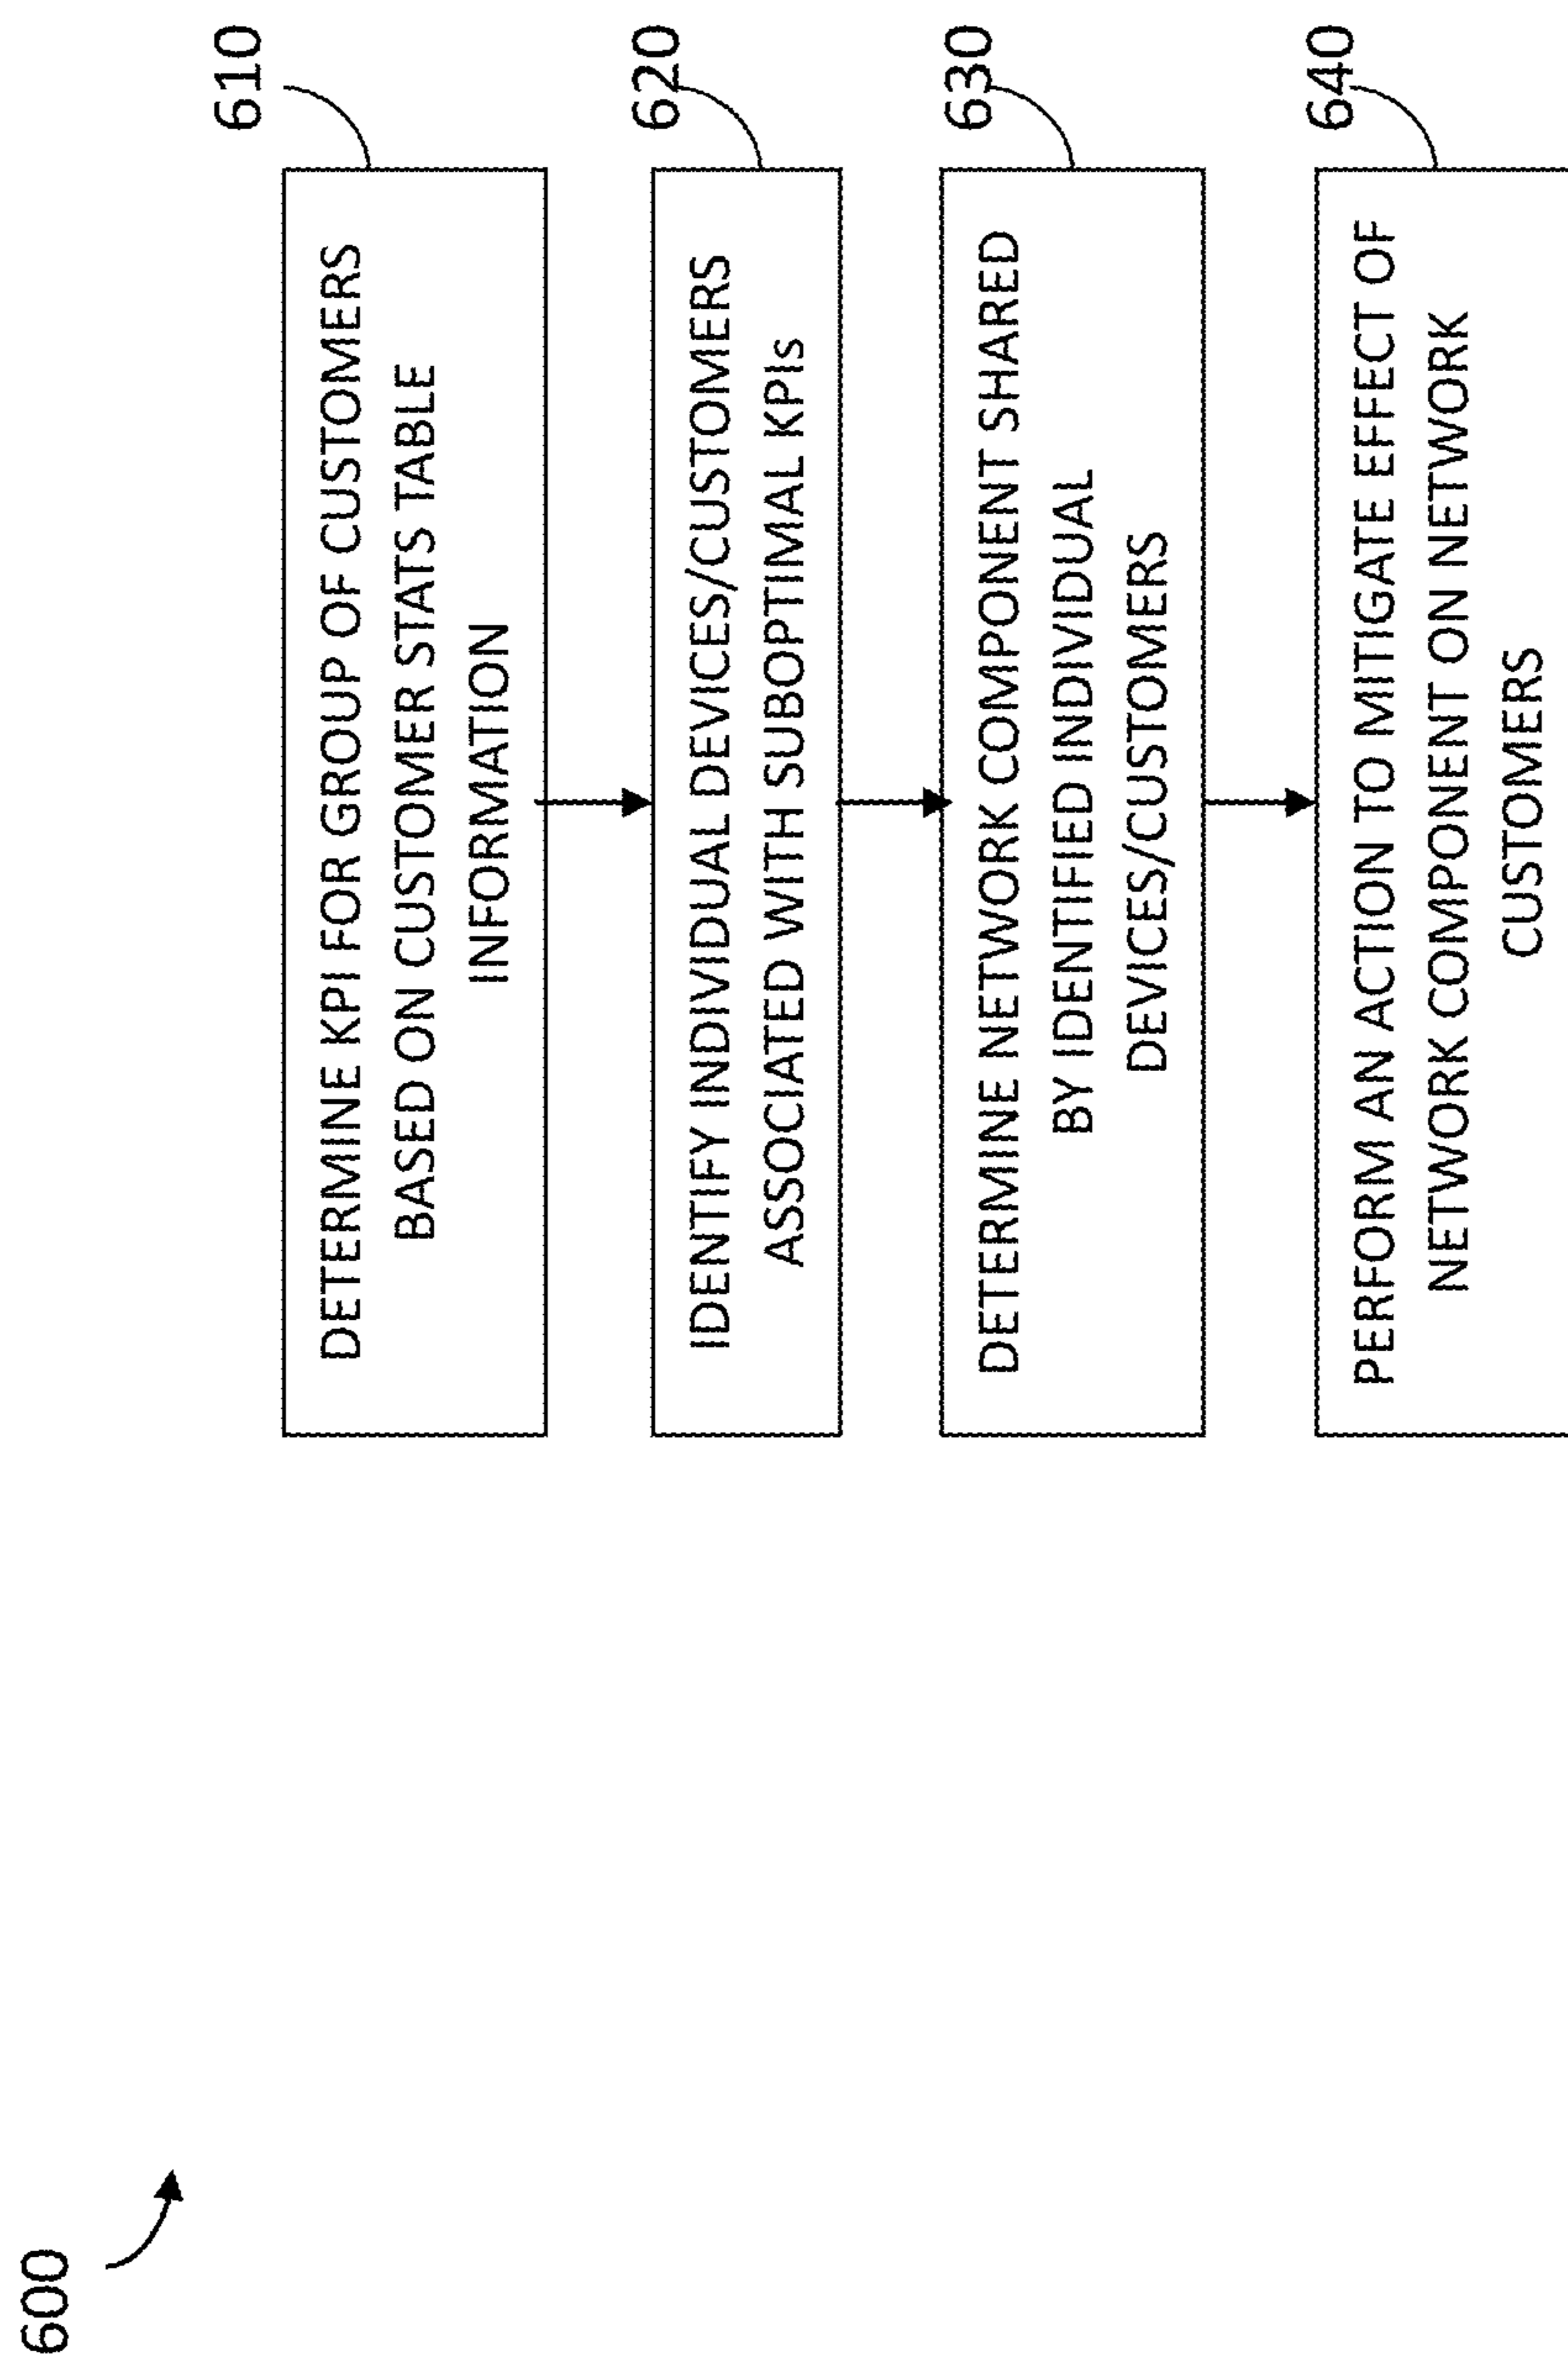 600
610
DETERMINE KPI FOR GROUP OF CUSTOMERS
BASED ON CUSTOMER STATS TABLE
INFORMATION
620
IDENTIFY INDIVIDUAL DEVICES/CUSTOMERS
ASSOCIATED WITH SUBOPTIMAL KPIs
630
DETERMINE NETWORK COMPONENT SHARED
BY IDENTIFIED INDIVIDUAL
DEVICES/CUSTOMERS
640
PERFORM AN ACTION TO MITIGATE EFFECT OF
NETWORK COMPONENT ON NETWORK
CUSTOMERS